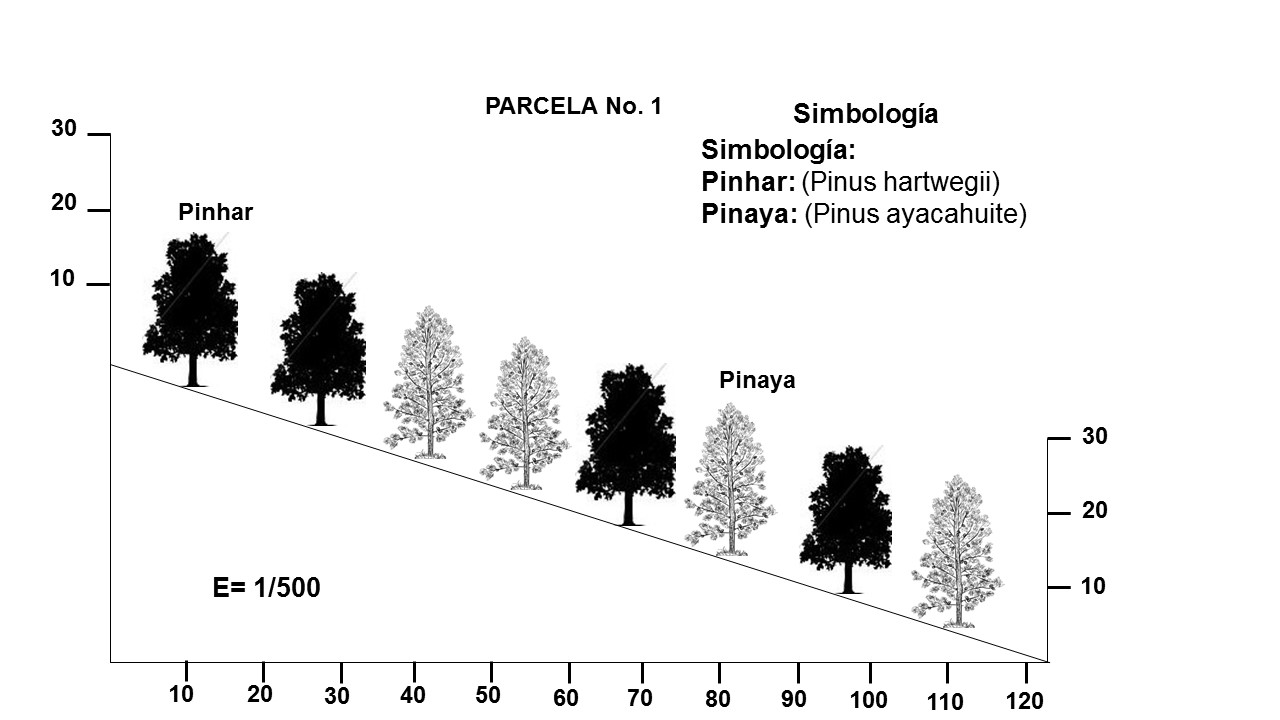 PARCELA No. 1
Simbología
Simbología:
Pinhar: (Pinus hartwegii)
Pinaya: (Pinus ayacahuite)
30
20
10
Pinhar
Pinaya
30
20
10
E= 1/500
10 20 30 40 50 60 70 80 90 100 110 120